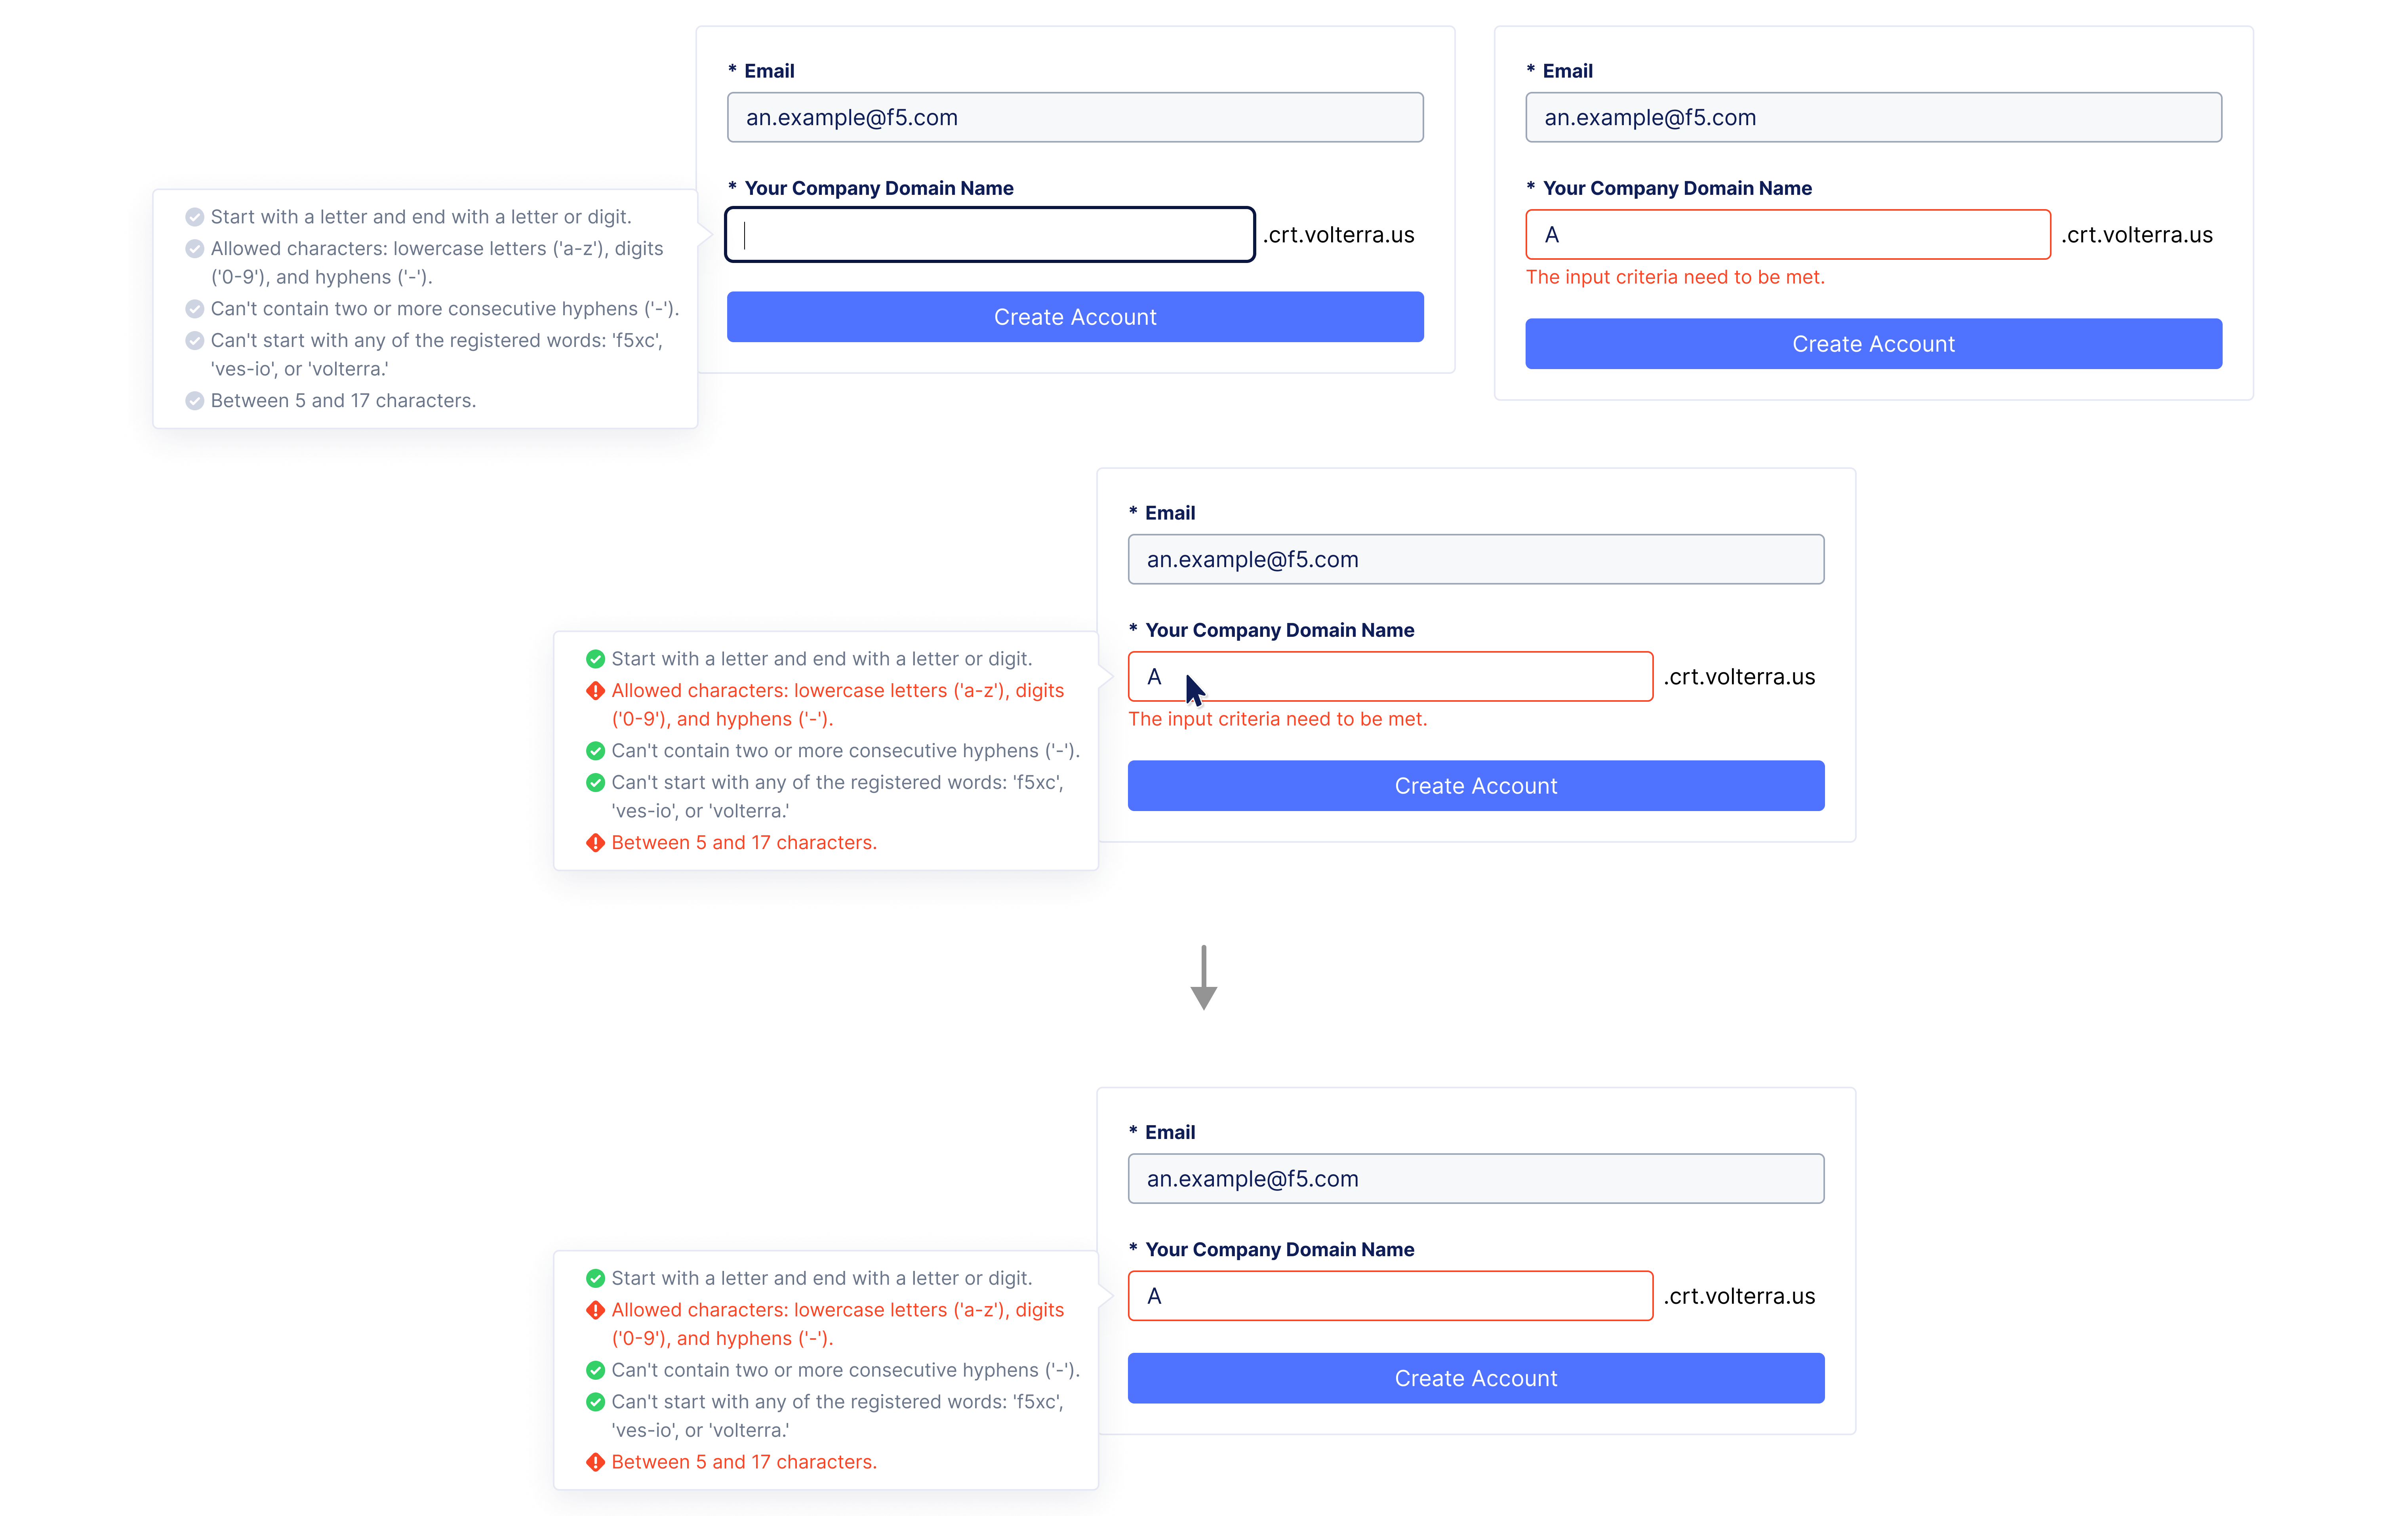 * Email
an.example@f5.com
* Your Company Domain Name
.crt.volterra.us
Create Account
Start with a letter and end with a letter or digit.
Allowed characters: lowercase letters ('a-z'), digits
('0-9'), and hyphens ('-').
Can't contain two or more consecutive hyphens ('-').
Can't start with any of the registered words: 'f5xc',
'ves-io', or 'volterra.'
Between 5 and 17 characters.
* Email
an.example@f5.com
* Your Company Domain Name
A .crt.volterra.us
The input criteria need to be met.
Create Account
* Email
an.example@f5.com
* Your Company Domain Name
A .crt.volterra.us
The input criteria need to be met.
Create Account
Start with a letter and end with a letter or digit.
Allowed characters: lowercase letters ('a-z'), digits
('0-9'), and hyphens ('-').
Can't contain two or more consecutive hyphens ('-').
Can't start with any of the registered words: 'f5xc',
'ves-io', or 'volterra.'
Between 5 and 17 characters.
* Email
an.example@f5.com
* Your Company Domain Name
A .crt.volterra.us
Create Account
Start with a letter and end with a letter or digit.
Allowed characters: lowercase letters ('a-z'), digits
('0-9'), and hyphens ('-').
Can't contain two or more consecutive hyphens ('-').
Can't start with any of the registered words: 'f5xc',
'ves-io', or 'volterra.'
Between 5 and 17 characters.